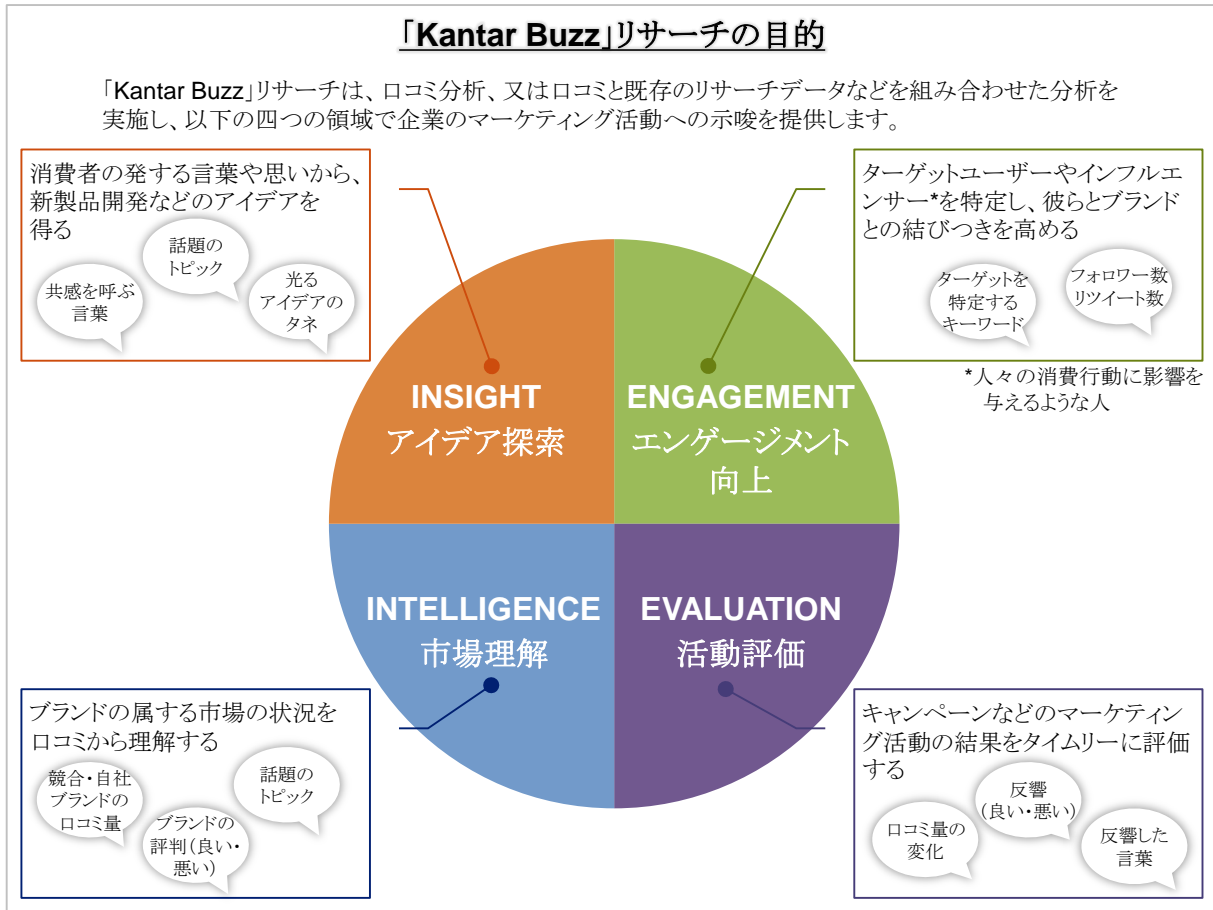 「Kantar Buzz」リサーチの目的
「Kantar Buzz」リサーチは、口コミ分析、又は口コミと既存のリサーチデータなどを組み合わせた分析を
実施し、以下の四つの領域で企業のマーケティング活動への示唆を提供します。
消費者の発する言葉や思いから、
新製品開発などのアイデアを
得る
話題の
トピック
共感を呼ぶ
言葉
光る
アイデアの
タネ
ターゲットユーザーやインフルエ
ンサー*を特定し、彼らとブランド
との結びつきを高める
ターゲットを
特定する
キーワード
フォロワー数
リツイート数
*人々の消費行動に影響を
与えるような人
INSIGHT
アイデア探索
ENGAGEMENT
エンゲージメント
向上
INTELLIGENCE
市場理解
EVALUATION
活動評価
ブランドの属する市場の状況を
口コミから理解する
競合・自社
ブランドの
口コミ量
ブランドの
評判(良い・
悪い)
話題の
トピック
キャンペーンなどのマーケティン
グ活動の結果をタイムリーに評価
する
口コミ量の
変化
反響
(良い・悪い)
反響した
言葉